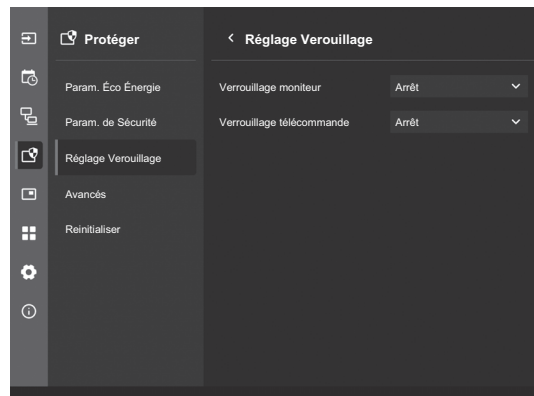 Protéger
Réglage Verouillage
Param. Éco Énergie
Verrouillage moniteur
Arrêt
Param. de Sécurité
Verrouillage télécommande
Arrêt
Réglage Verouillage
Avancés
Reinitialiser